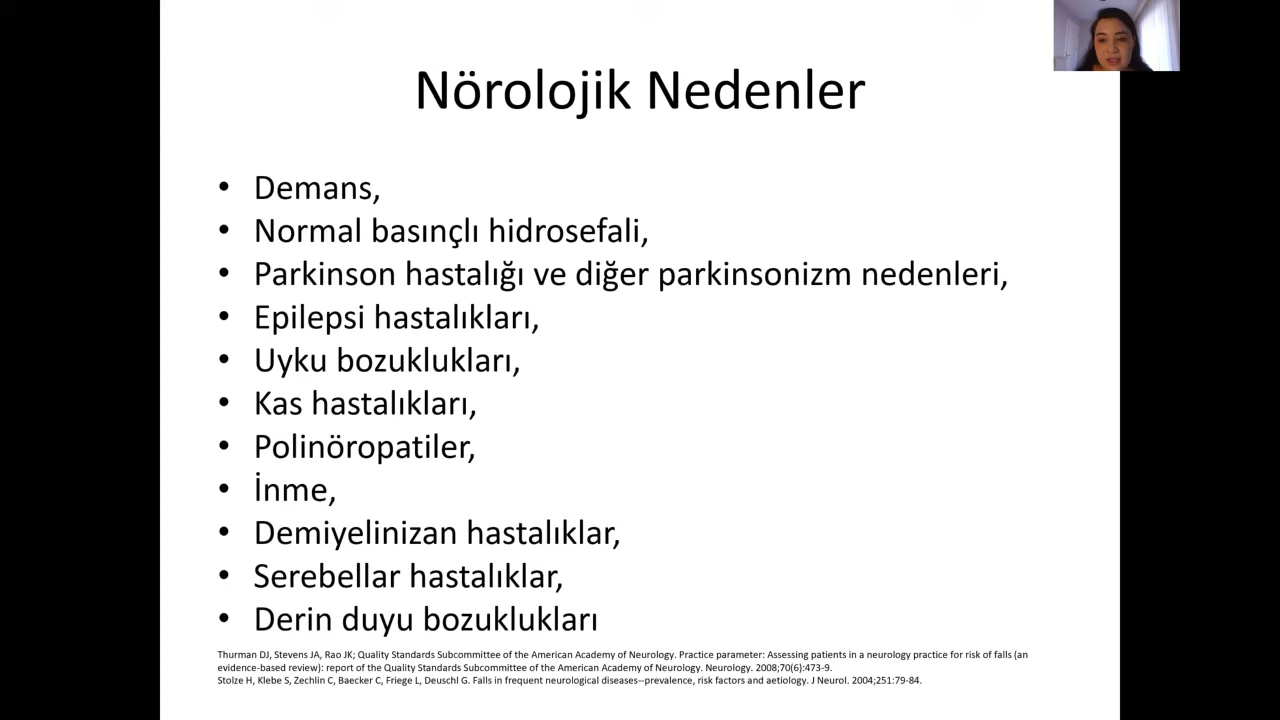 Nörolojik Nedenler
• Demans,
• Normal basınçlı hidrosefali,
• Parkinson hastalığı ve diğer parkinsonizm nedenleri,
• Epilepsi hastalıkları,
• Uyku bozuklukları,
• Kas hastalıkları,
• Polinöropatiler,
• İnme,
• Demiyelinizan hastalıklar,
• Serebellar hastalıklar,
• Derin duyu bozuklukları
Thurman DJ, Stevens JA, Rao JK; Quality Standards Subcommittee of the American Academy of Neurology. Practice parameter: Assessing patients in a neurology practice for risk of falls (an
evidence-based review): report of the Quality Standards Subcommittee of the American Academy of Neurology. Neurology. 2008;70(6):473-9.
Stolze H, Klebe S, Zechlin C, Baecker C, Friege L, Deuschl G. Falls in frequent neurological diseases--prevalence, risk factors and aetiology. J Neurol. 2004;251:79-84.